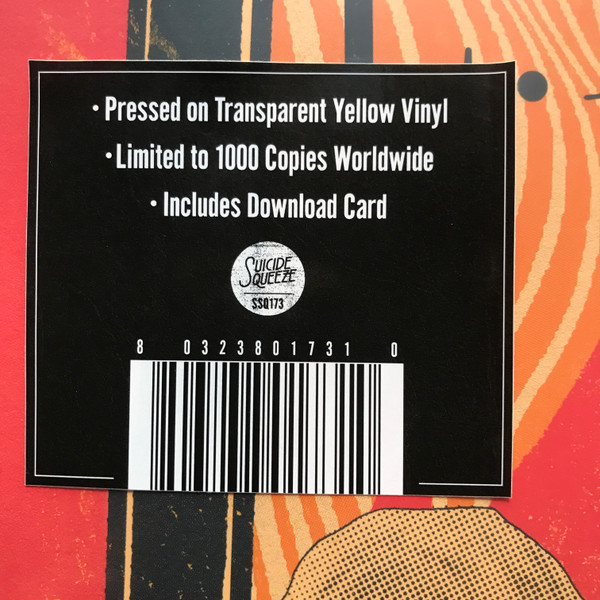 • Pressed on Transparent Yellow Vinyl
• Limited to 1000 Copies Worldwide
• Includes Download Card
SUICIDE
SQUEEZE
SSQ173
8 0323801731 0